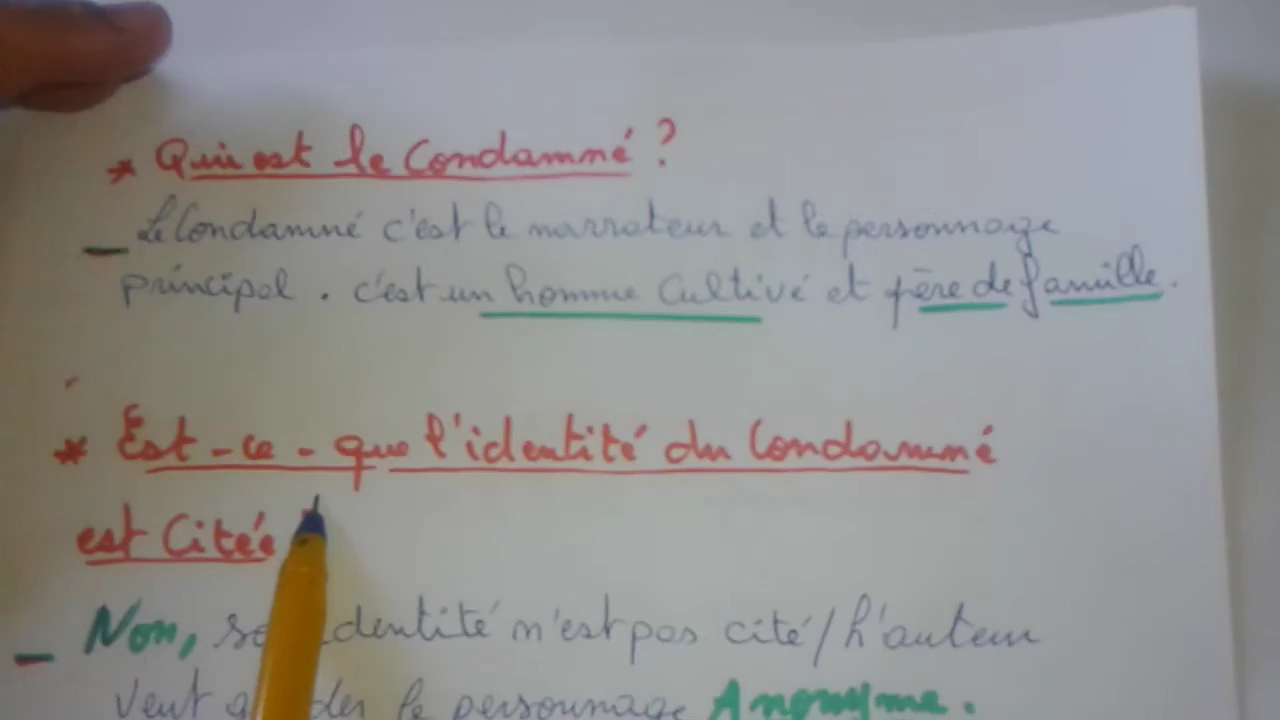 * Qui est le Condamné ?
_ Le Condamné c'est le narrateur et le personnage
principal . c'est un homme Cultivé et père de famille.
* Est-ce-que l'identité du Condamné
est Citée
_ Non, identité n'est pas cité/l'auteur
veut le personnage Anonyme.